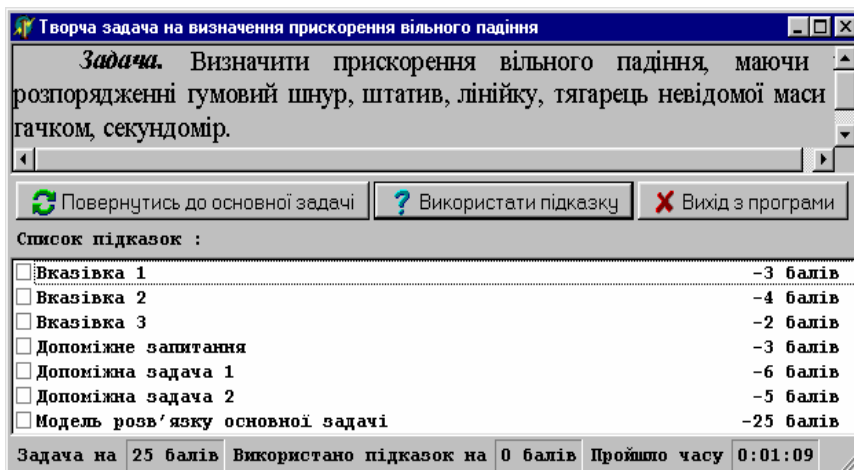 Творча задача на визначення прискорення вільного падіння
Задача. Визначити прискорення вільного падіння, маючи
розпорядженні гумовий шнур, штатив, лінійку, тягарець невідомої маси
гачком, секундомір.
Повернутись до основної задачі Використати підказку Вихід з програми
Список підказок :
Вказівка 1 -3 балів
Вказівка 2 -4 балів
Вказівка 3 -2 балів
Допоміжне запитання -3 балів
Допоміжна задача 1 -6 балів
Допоміжна задача 2 -5 балів
Модель розв'язку основної задачі -25 балів
Задача на 25 балів Використано підказок на 0 балів Пройшло часу 0:01:09